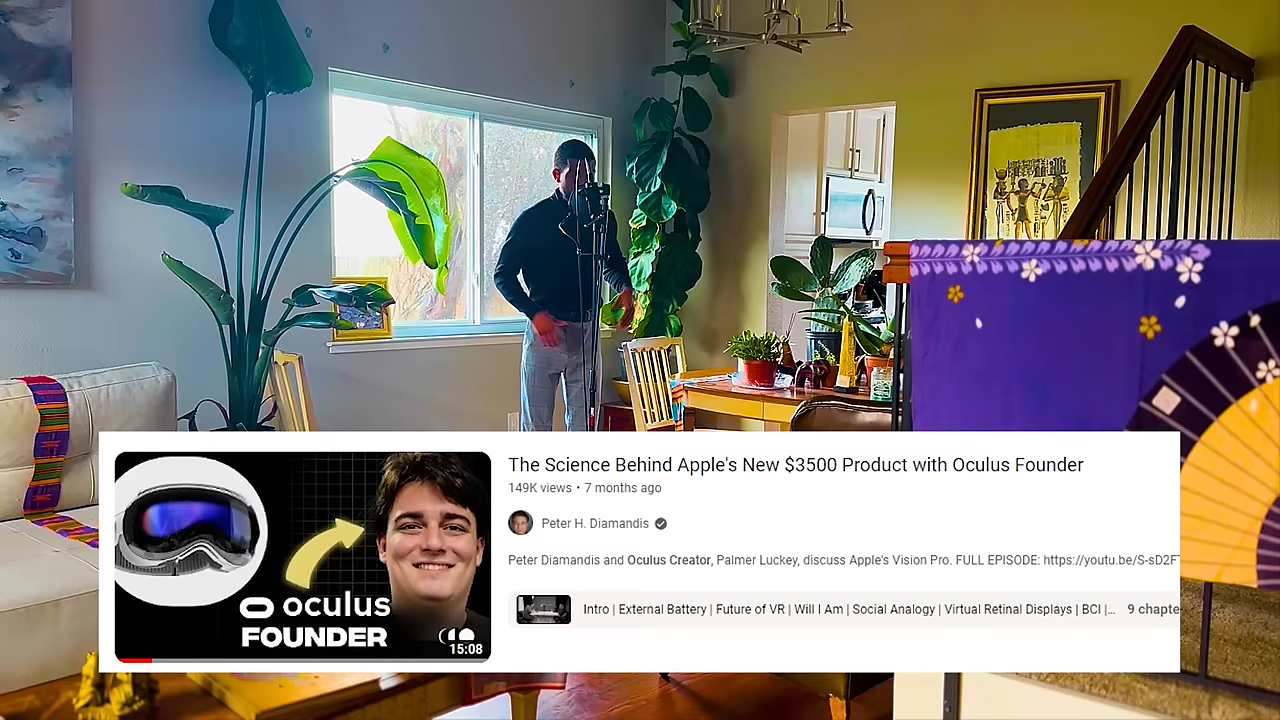 The Science Behind Apple's New $3500 Product with Oculus Founder
149K views • 7 months ago
Peter H. Diamandis
Peter Diamandis and Oculus Creator, Palmer Luckey, discuss Apple's Vision Pro. FULL EPISODE: https://youtu.be/S-sD2F
Intro | External Battery | Future of VR | Will I Am | Social Analogy | Virtual Retinal Displays | BCI |... 9 chapte
oculus
FOUNDER
15:08